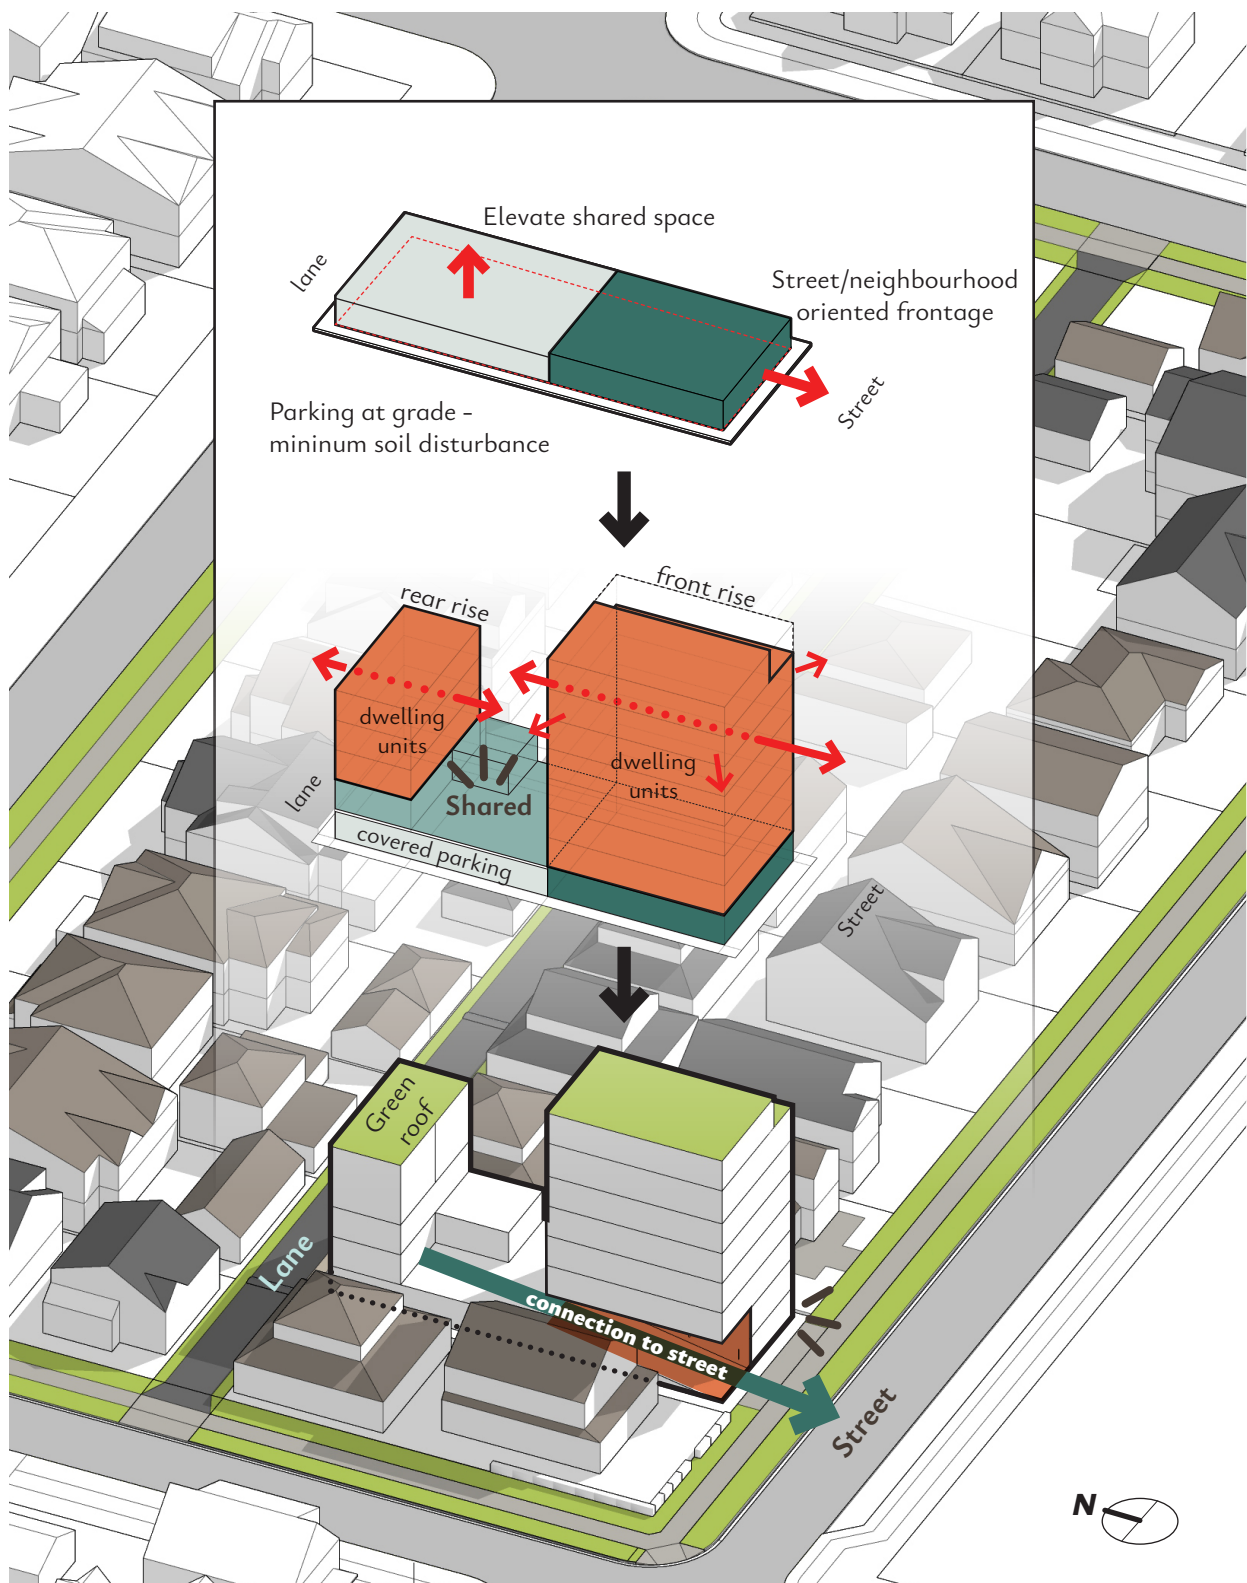 Elevate shared space
lane
Street/neighbourhood
oriented frontage
Street
Parking at grade -
mininum soil disturbance
front rise
rear rise
dwelling
units
dwelling
units
lane
Shared
covered parking
Street
Green
roof
Lane
connection to street
Street
N